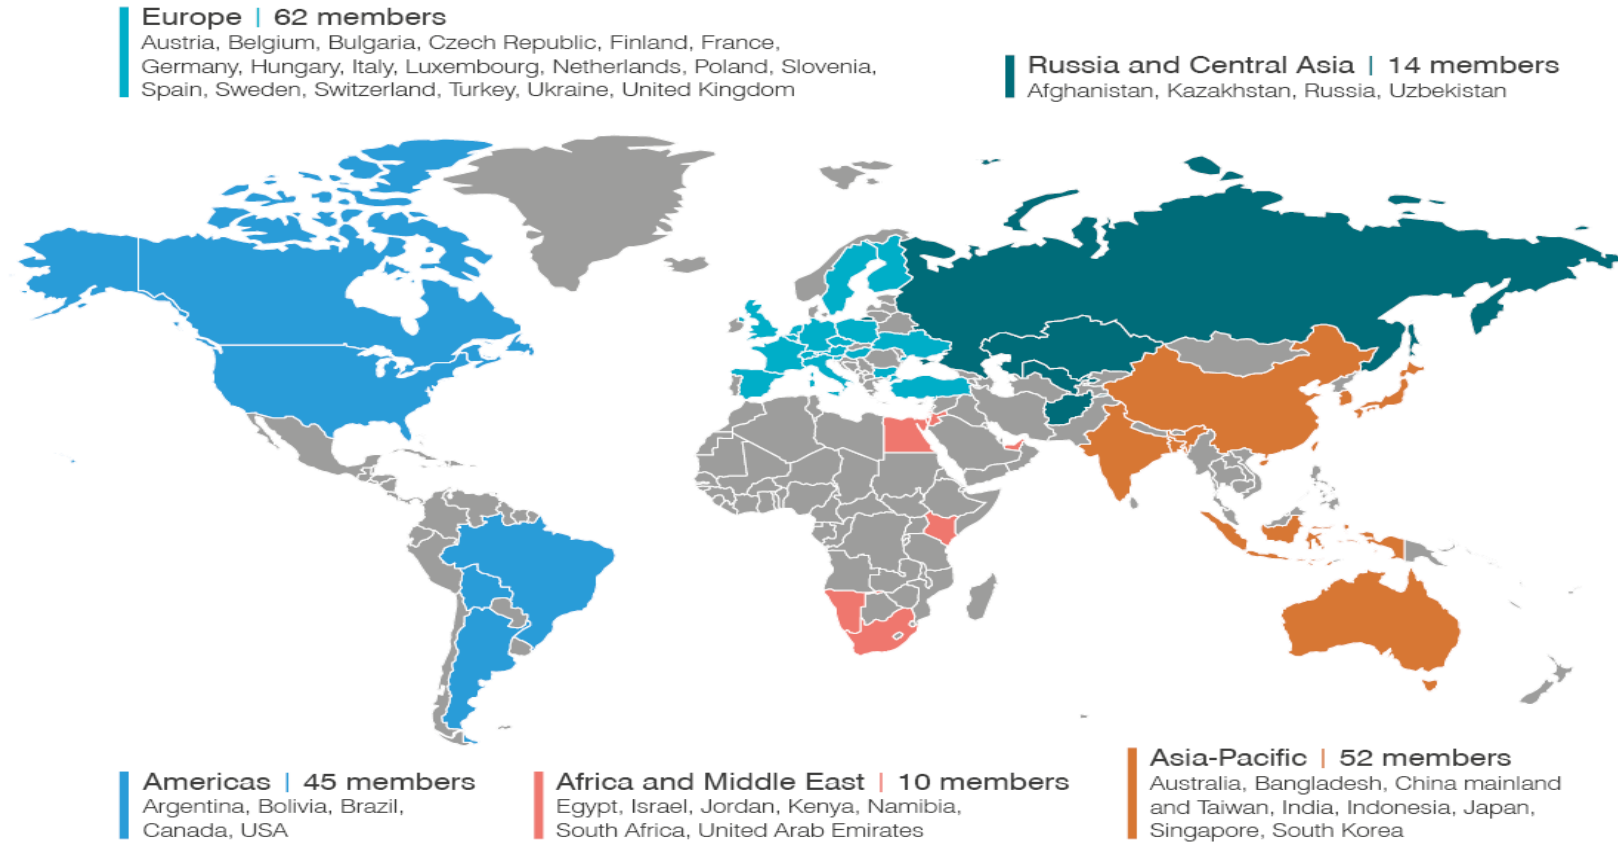 Europe | 62 members
Austria, Belgium, Bulgaria, Czech Republic, Finland, France,
Germany, Hungary, Italy, Luxembourg, Netherlands, Poland, Slovenia,
Spain, Sweden, Switzerland, Turkey, Ukraine, United Kingdom
Russia and Central Asia | 14 members
Afghanistan, Kazakhstan, Russia, Uzbekistan
Americas | 45 members
Argentina, Bolivia, Brazil,
Canada, USA
Africa and Middle East | 10 members
Egypt, Israel, Jordan, Kenya, Namibia,
South Africa, United Arab Emirates
Asia-Pacific | 52 members
Australia, Bangladesh, China mainland
and Taiwan, India, Indonesia, Japan,
Singapore, South Korea